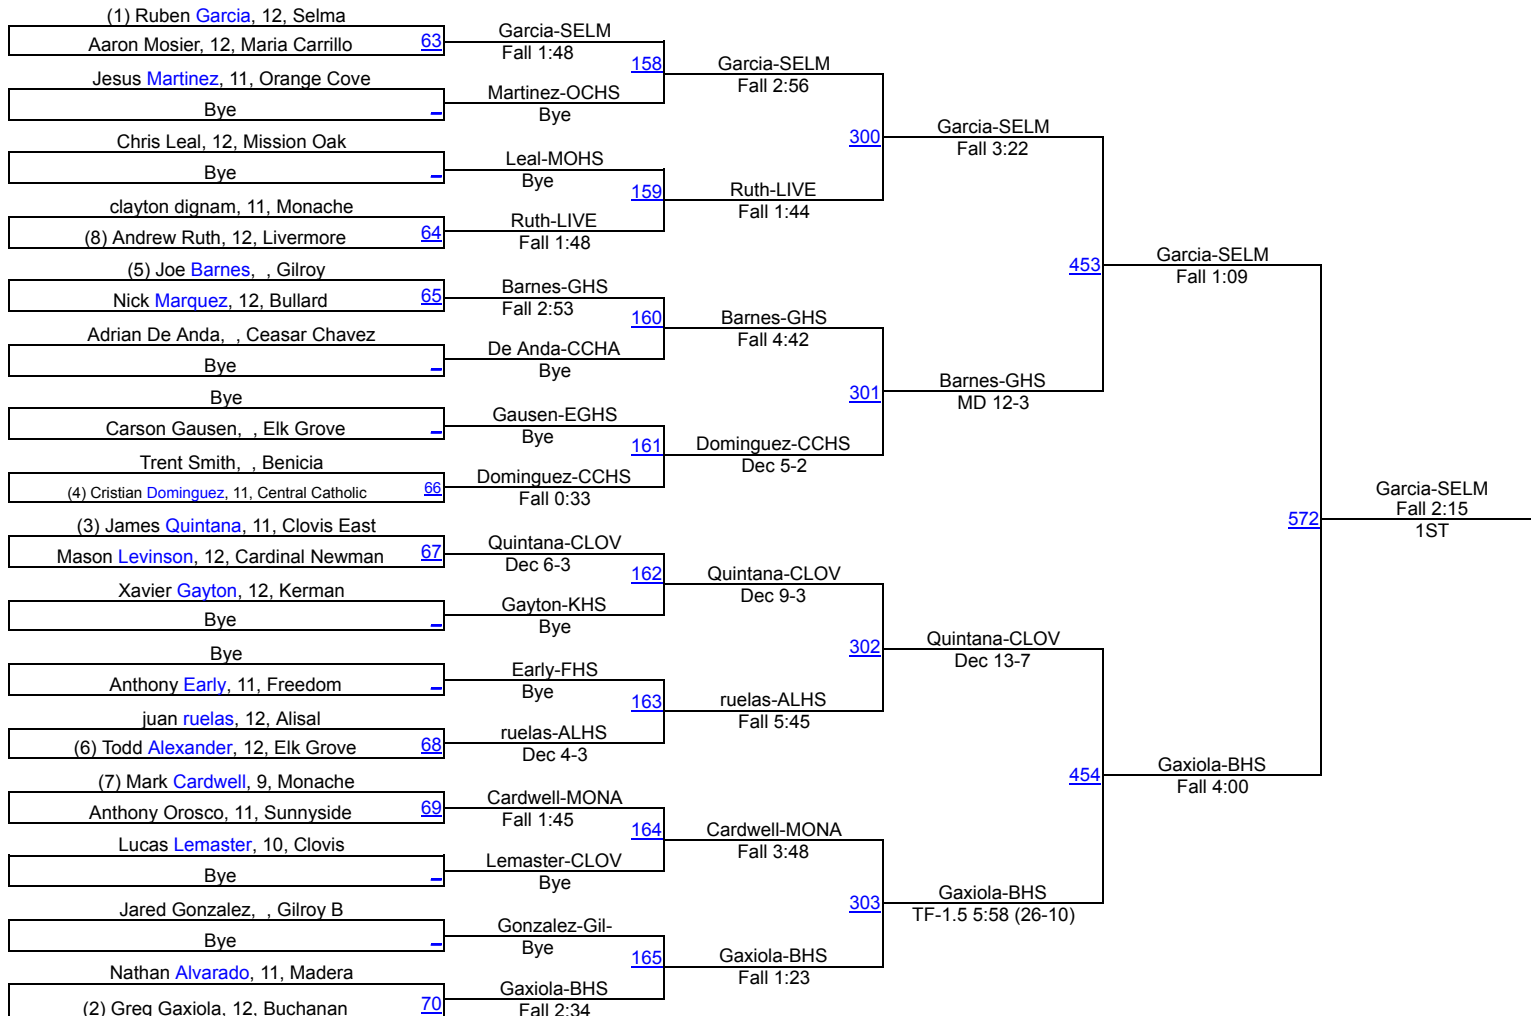 (1) Ruben Garcia, 12, Selma
Aaron Mosier, 12, Maria Carrillo
63
Jesus Martinez, 11, Orange Cove
Bye
Chris Leal, 12, Mission Oak
Bye
clayton dignam, 11, Monache
(8) Andrew Ruth, 12, Livermore
64
(5) Joe Barnes, , Gilroy
Nick Marquez, 12, Bullard
65
Adrian De Anda, , Ceasar Chavez
Bye
Bye
Carson Gausen, , Elk Grove
Trent Smith, , Benicia
(4) Cristian Dominguez, 11, Central Catholic
66
(3) James Quintana, 11, Clovis East
Mason Levinson, 12, Cardinal Newman
67
Xavier Gayton, 12, Kerman
Bye
Bye
Anthony Early, 11, Freedom
juan ruelas, 12, Alisal
(6) Todd Alexander, 12, Elk Grove
68
(7) Mark Cardwell, 9, Monache
Anthony Orosco, 11, Sunnyside
69
Lucas Lemaster, 10, Clovis
Bye
Jared Gonzalez, , Gilroy B
Bye
Nathan Alvarado, 11, Madera
(2) Greg Gaxiola, 12, Buchanan
70
Garcia-SELM
Fall 1:48
158
Martinez-OCHS
Bye
Leal-MOHS
Bye
159
Ruth-LIVE
Fall 1:48
Barnes-GHS
Fall 2:53
160
De Anda-CCHA
Bye
Gausen-EGHS
Bye
161
Dominguez-CCHS
Fall 0:33
Quintana-CLOV
Dec 6-3
162
Gayton-KHS
Bye
Early-FHS
Bye
163
ruelas-ALHS
Dec 4-3
Cardwell-MONA
Fall 1:45
164
Lemaster-CLOV
Bye
Gonzalez-Gil-
Bye
165
Gaxiola-BHS
Fall 2:34
Garcia-SELM
Fall 2:56
300
Ruth-LIVE
Fall 1:44
Barnes-GHS
Fall 4:42
301
Dominguez-CCHS
Dec 5-2
Quintana-CLOV
Dec 9-3
302
ruelas-ALHS
Fall 5:45
Cardwell-MONA
Fall 3:48
303
Gaxiola-BHS
Fall 1:23
Garcia-SELM
Fall 3:22
453
Barnes-GHS
MD 12-3
Quintana-CLOV
Dec 13-7
454
Gaxiola-BHS
TF-1.5 5:58 (26-10)
Garcia-SELM
Fall 1:09
572
Gaxiola-BHS
Fall 4:00
Garcia-SELM
Fall 2:15
1ST